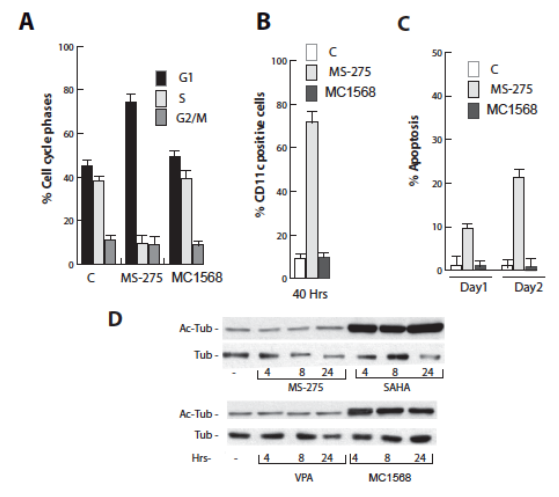 A
100
80
60
40
20
0
% Cell cycle phases
G1
S
G2/M
C MS-275 MC1568
B
C
MS-275
MC1568
100
80
60
40
20
0
% CD11c positive cells
40 Hrs
C
C
MS-275
MC1568
50
40
30
20
10
0
% Apoptosis
Day1 Day2
D
Ac-Tub -
Tub -
- 4 8 24 4 8 24
MS-275 SAHA
Ac-Tub -
Tub -
Hrs- - 4 8 24 4 8 24
VPA MC1568